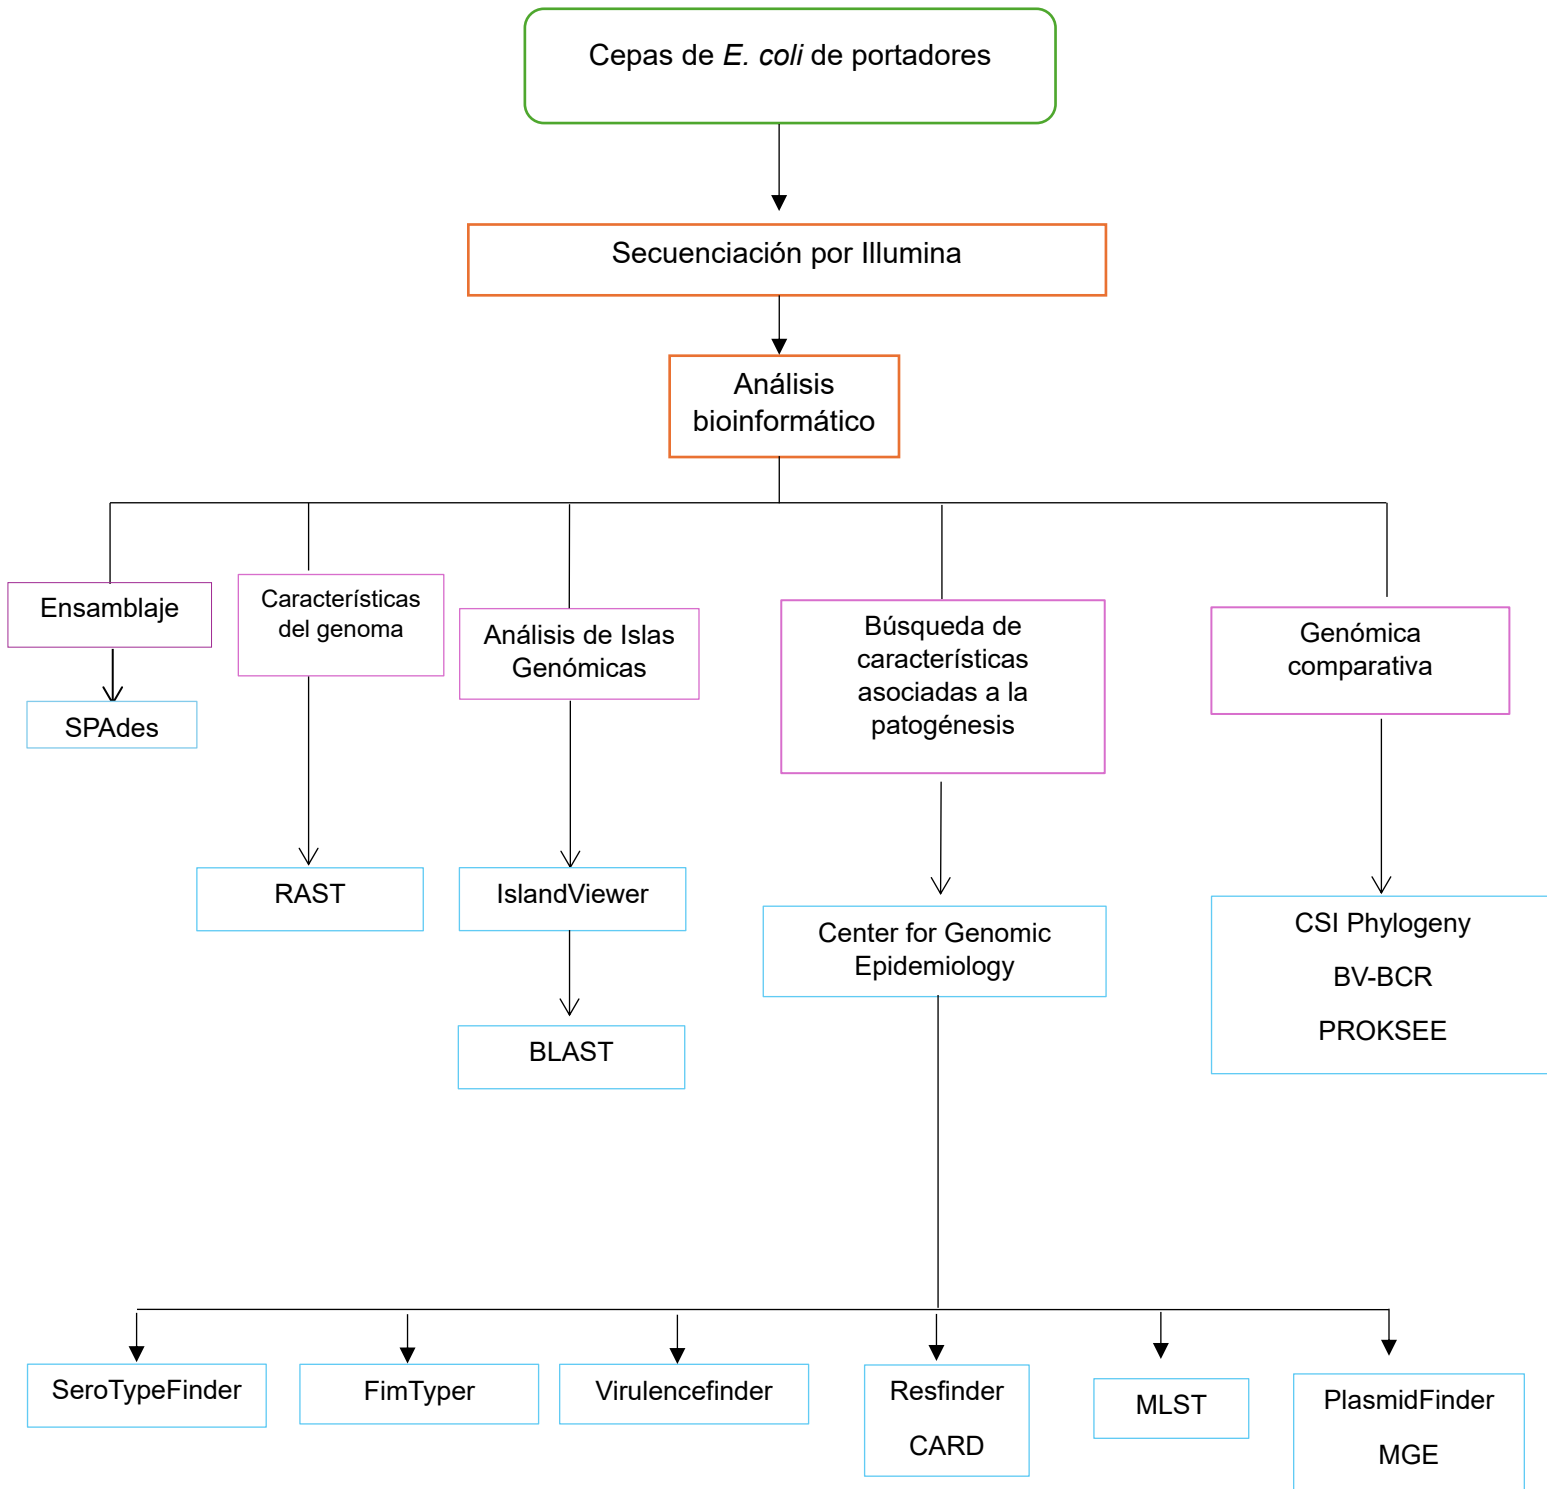 Cepas de E. coli de portadores
Secuenciación por Illumina
Análisis
bioinformático
Ensamblaje
SPAdes
Características
del genoma
RAST
Análisis de Islas
Genómicas
IslandViewer
BLAST
Búsqueda de
características
asociadas a la
patogénesis
Center for Genomic
Epidemiology
Genómica
comparativa
CSI Phylogeny
BV-BCR
PROKSEE
SeroTypeFinder
FimTyper
Virulencefinder
Resfinder
CARD
MLST
PlasmidFinder
MGE